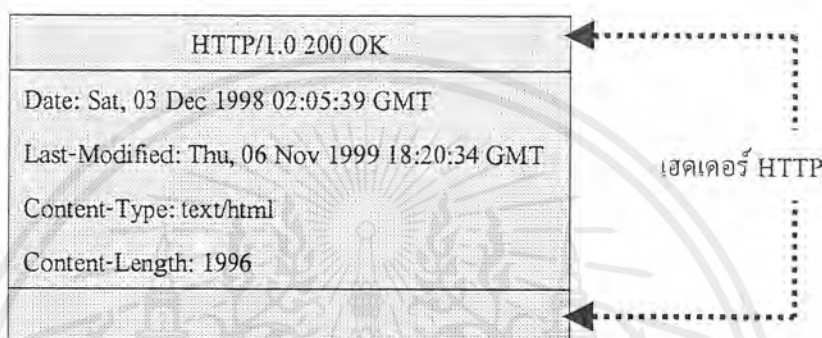 HTTP/1.0 200 OK
Date: Sat, 03 Dec 1998 02:05:39 GMT
Last-Modified: Thu, 06 Nov 1999 18:20:34 GMT
Content-Type: text/html
Content-Length: 1996
เฮดเดอร์ HTTP